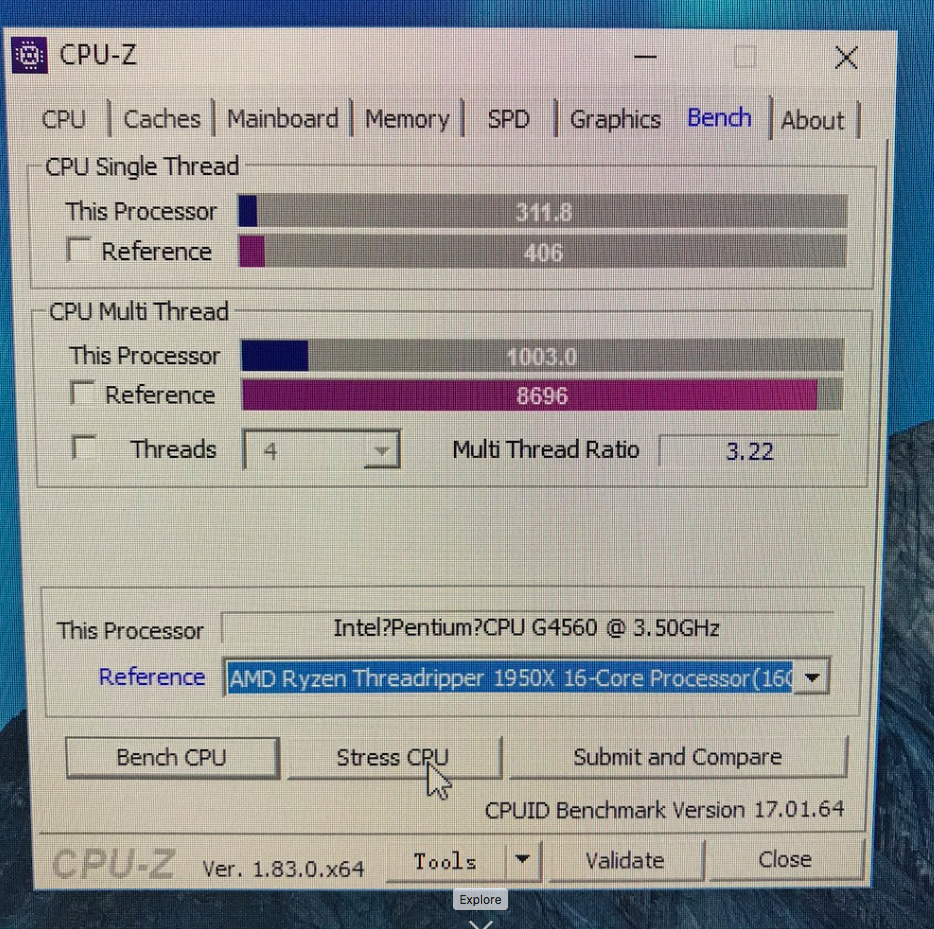 CPU-Z
CPU Caches Mainboard Memory SPD Graphics Bench About
CPU Single Thread
This Processor 311.8
Reference 406
CPU Multi Thread
This Processor 1003.0
Reference 8696
Threads 4 Multi Thread Ratio 3.22
This Processor Intel?Pentium?CPU G4560 @ 3.50GHz
Reference AMD Ryzen Threadripper 1950X 16-Core Processor(16C
Bench CPU Stress CPU Submit and Compare
CPUID Benchmark Version 17.01.64
CPU-Z Ver. 1.83.0.x64 Tools Validate Close
Explore